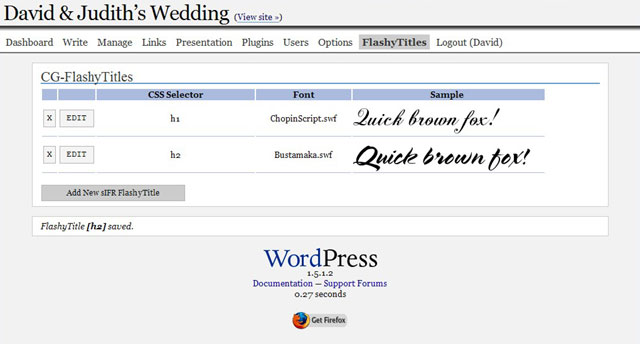 David & Judith's Wedding (View site »)
Dashboard Write Manage Links Presentation Plugins Users Options FlashyTitles Logout (David)
CG-FlashyTitles
CSS Selector Font Sample
X EDIT h1 ChopinScript.swf Quick brown fox!
X EDIT h2 Bustamaka.swf Quick brown fox!
Add New sIFR FlashyTitle
FlashyTitle [h2] saved.
WordPress
1.5.1.2
Documentation — Support Forums
0.27 seconds
Get Firefox